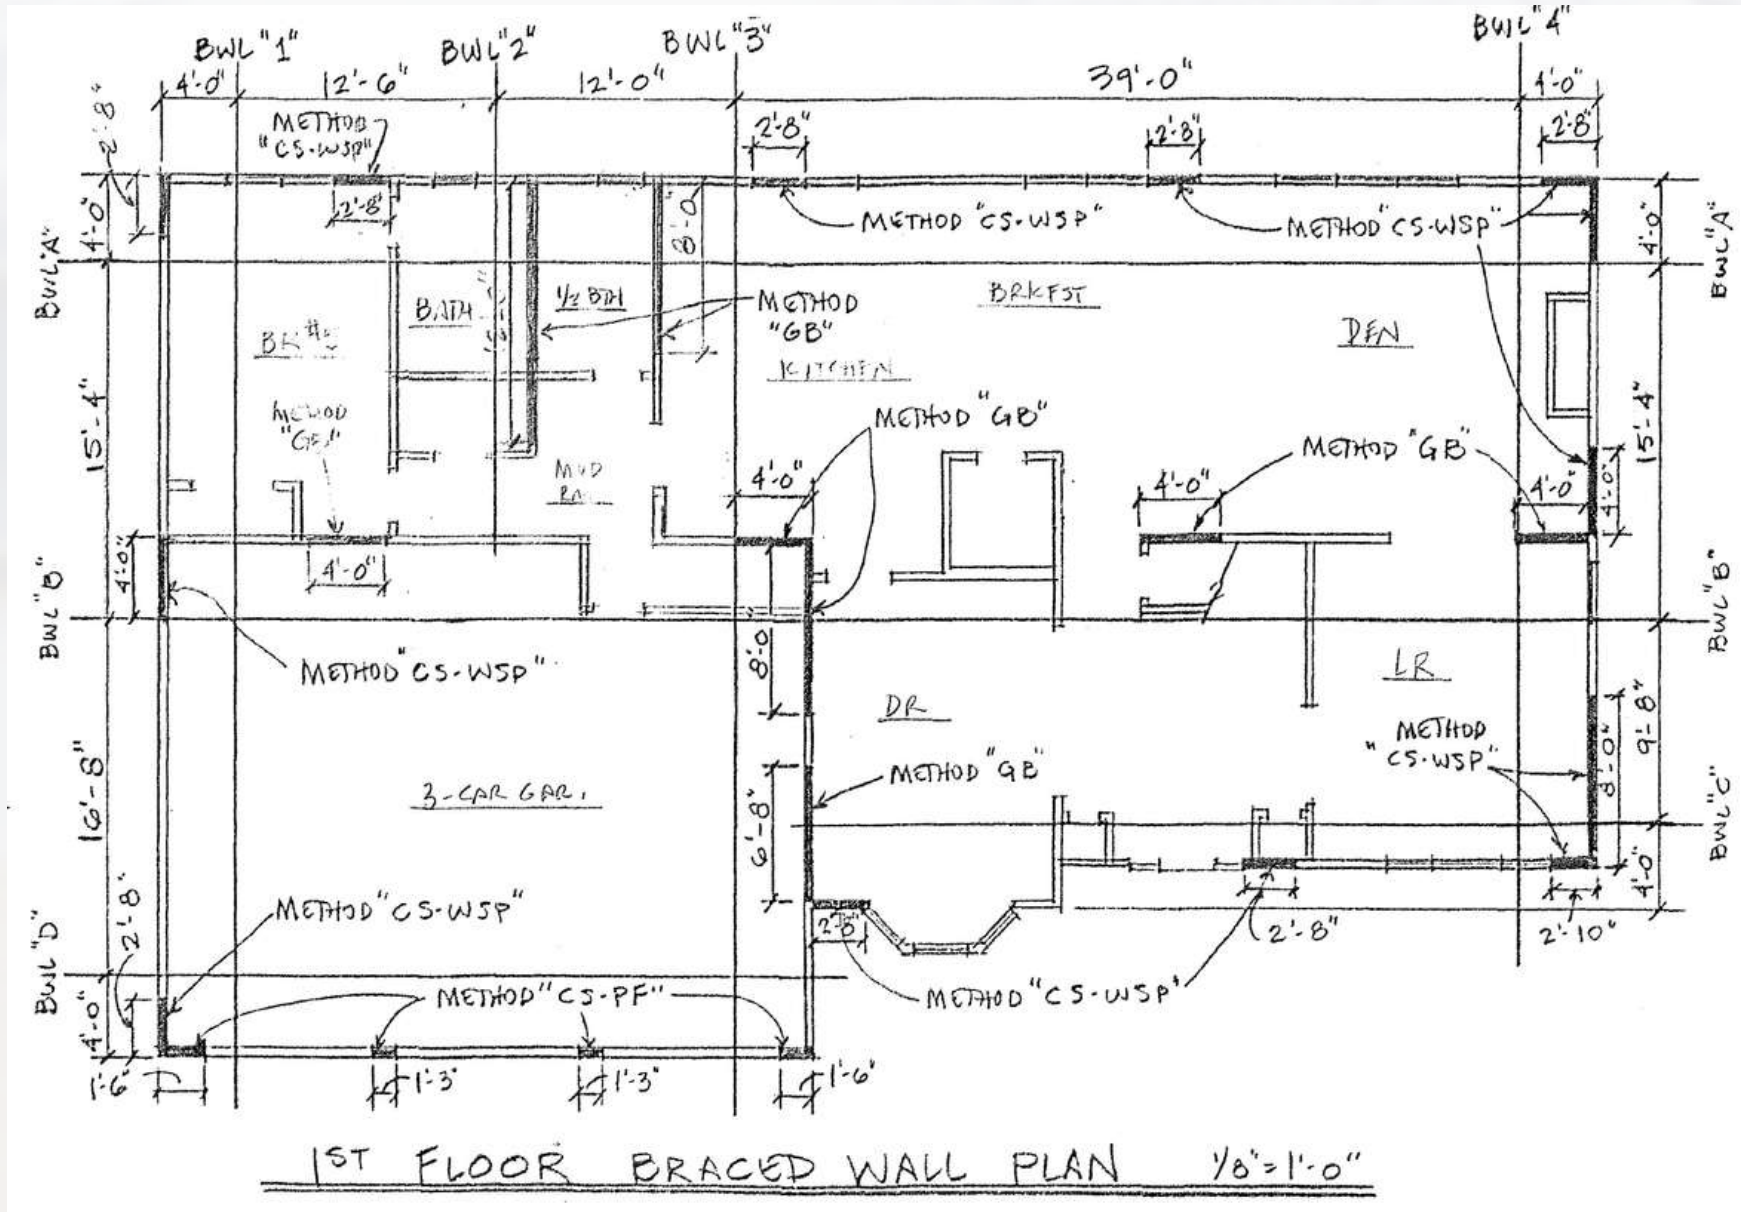 BWL "1"
BWL "2"
BWL "3"
BWL "4"
4'-0"
12'-6"
12'-0"
39'-0"
4'-0"
2'-8"
METHOD
"CS-WSP"
2'-8"
2'-8"
2'-8"
2'-8"
4'-0"
BWL "A"
METHOD "CS-WSP"
METHOD "CS-WSP"
8'-0"
4'-0"
BWL "A"
BATH
1/2 BTH
METHOD
"GB"
BRKFST
DEN
BR
KITCHEN
15'-4"
METHOD
METHOD "GB"
METHOD "GB"
15'-4"
MUD
4'-0"
4'-0"
4'-0"
4'-0"
4'-0"
4'-0"
BWL "B"
BWL "B"
METHOD "CS-WSP"
8'-0
LR
DR
16'-8"
METHOD
"CS-WSP"
8'-0"
9'-8"
3-CAR GAR.
METHOD "GB"
6'-8"
BWL "C"
4'-0"
METHOD "CS-WSP"
2'-8"
2'-8"
2'-8"
2'-10"
BWL "D"
4'-0"
METHOD "CS-PF"
METHOD "CS-WSP"
1'-6"
1'-3"
1'-3"
1'-6"
1ST FLOOR BRACED WALL PLAN 1/8"=1'-0"